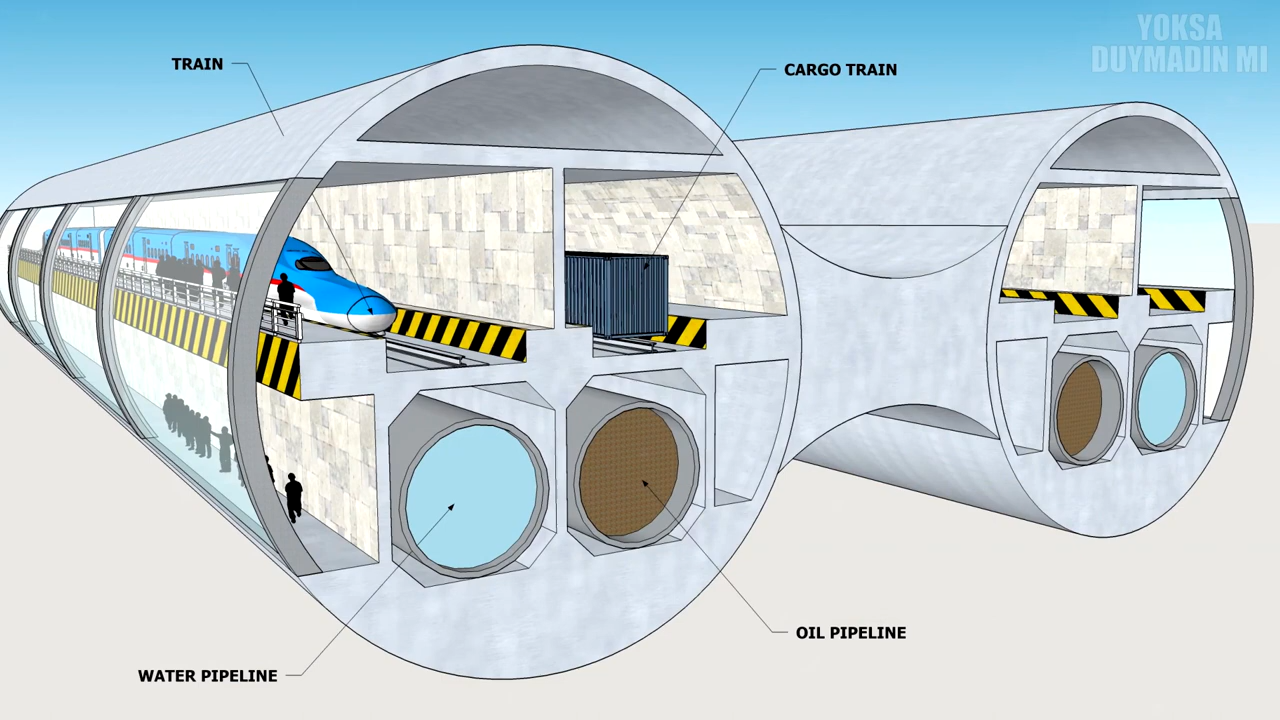 YOKSA
DUYMADIN MI
TRAIN
CARGO TRAIN
OIL PIPELINE
WATER PIPELINE